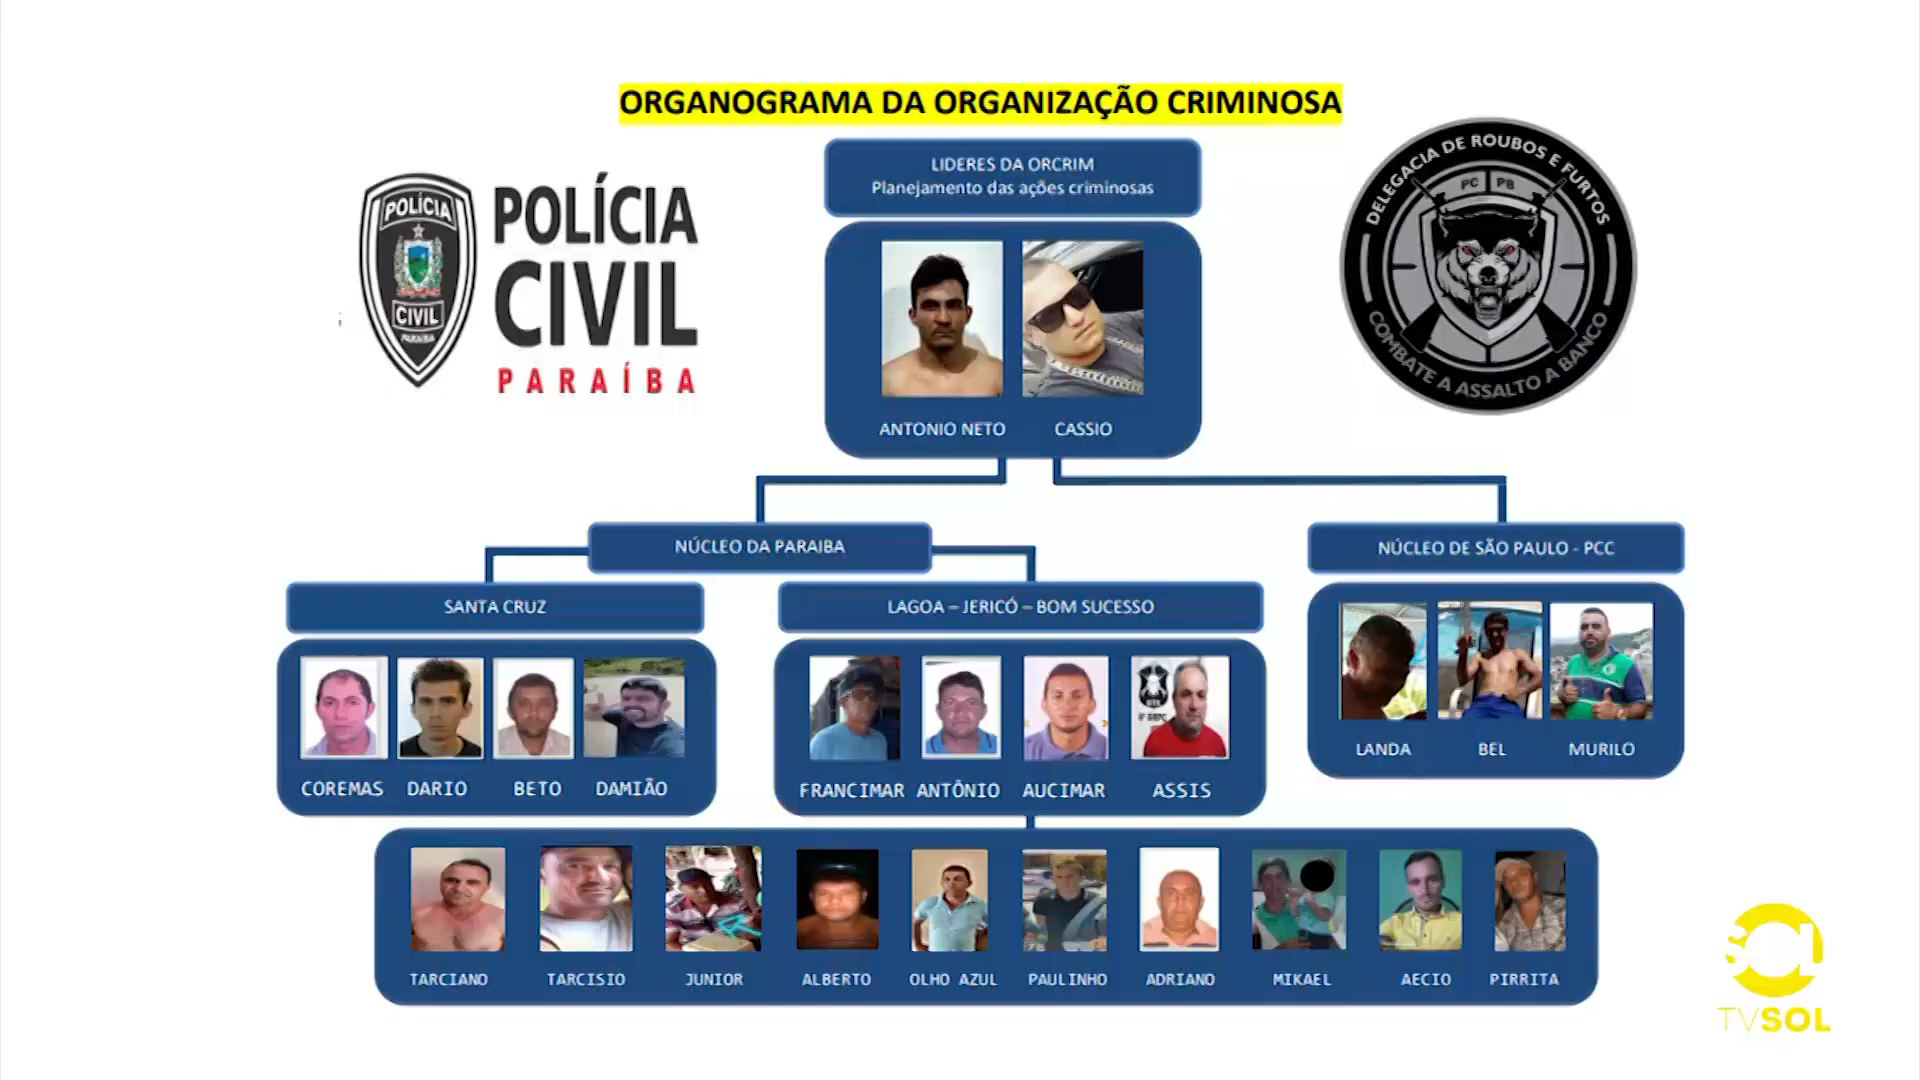 ORGANOGRAMA DA ORGANIZAÇÃO CRIMINOSA
LIDERES DA ORCRIM
Planejamento das ações criminosas
POLÍCIA
CIVIL
PARAÍBA
POLÍCIA
CIVIL
PARAÍBA
DELEGACIA DE ROUBOS E FURTOS
PC PB
COMBATE A ASSALTO A BANCO
ANTONIO NETO CASSIO
NÚCLEO DA PARAIBA
NÚCLEO DE SÃO PAULO - PCC
SANTA CRUZ
LAGOA – JERICÓ – BOM SUCESSO
LANDA BEL MURILO
COREMAS DARIO BETO DAMIÃO
FRANCIMAR ANTÔNIO AUCIMAR ASSIS
TARCIANO TARCISIO JUNIOR ALBERTO OLHO AZUL PAULINHO ADRIANO MIKAEL AECIO PIRRITA
sol
TVSOL